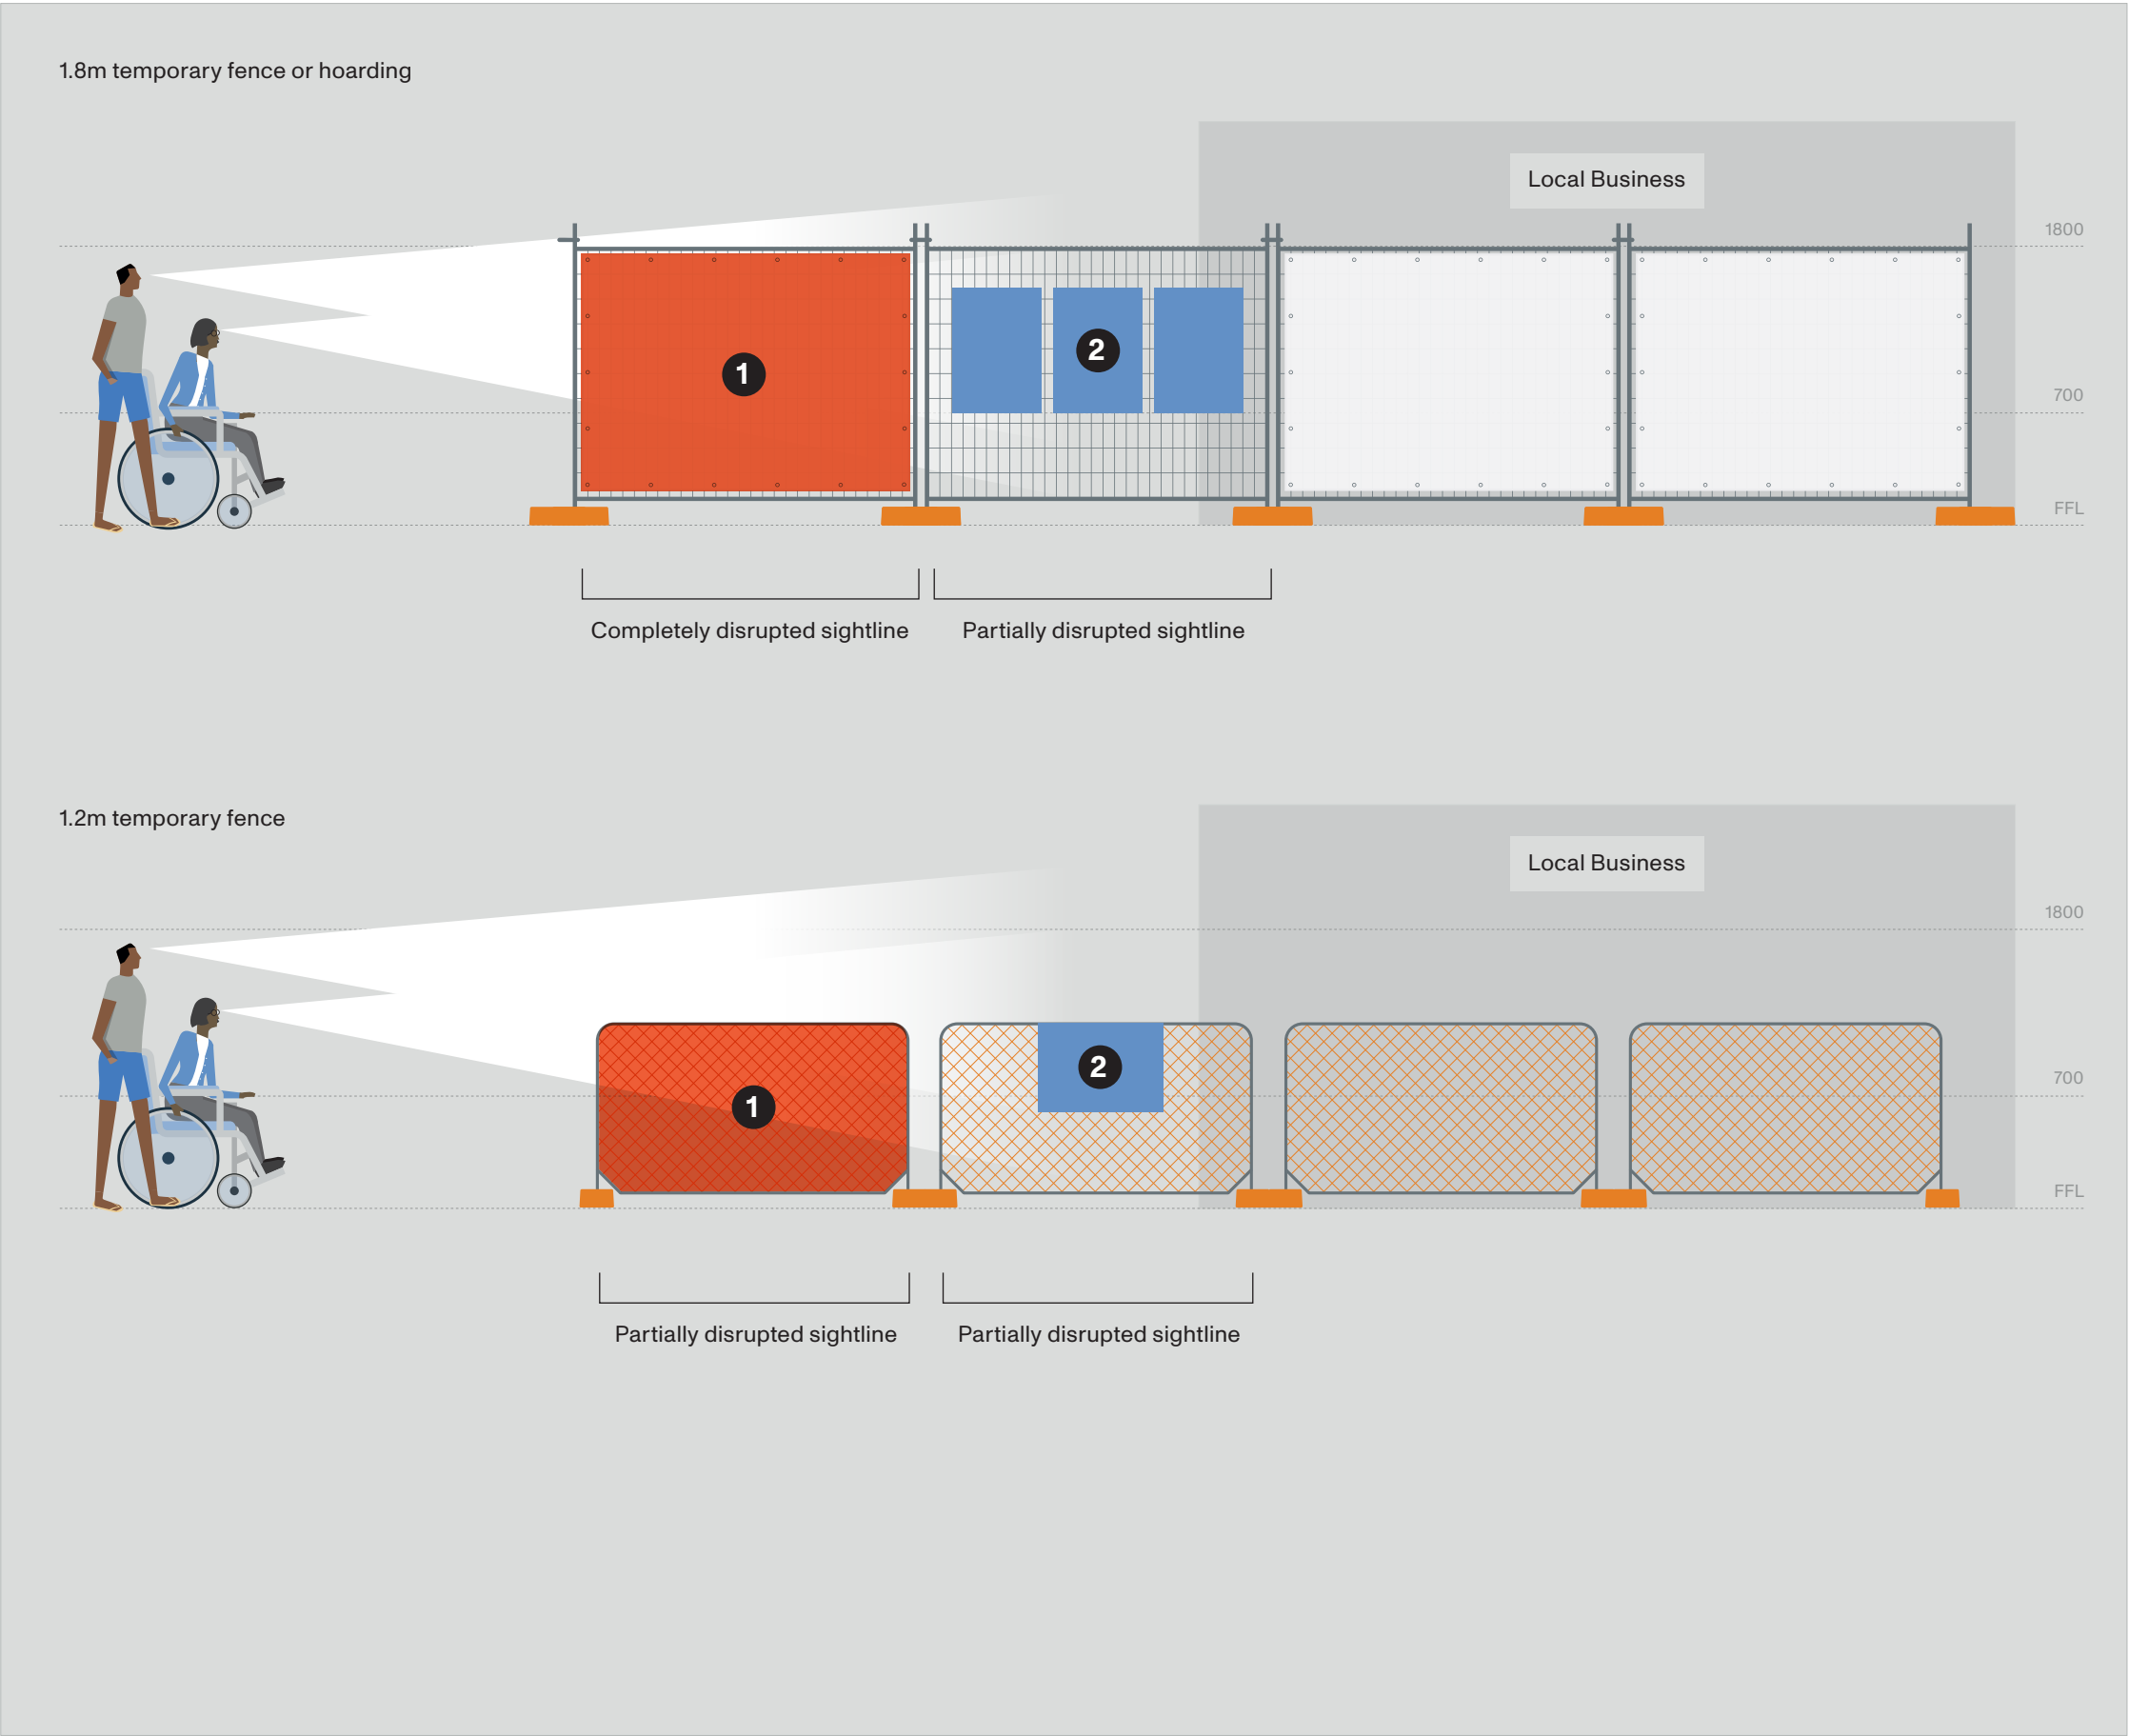 1.8m temporary fence or hoarding
Local Business
1800
1
2
700
FFL
Completely disrupted sightline
Partially disrupted sightline
1.2m temporary fence
Local Business
1800
2
700
1
FFL
Partially disrupted sightline
Partially disrupted sightline